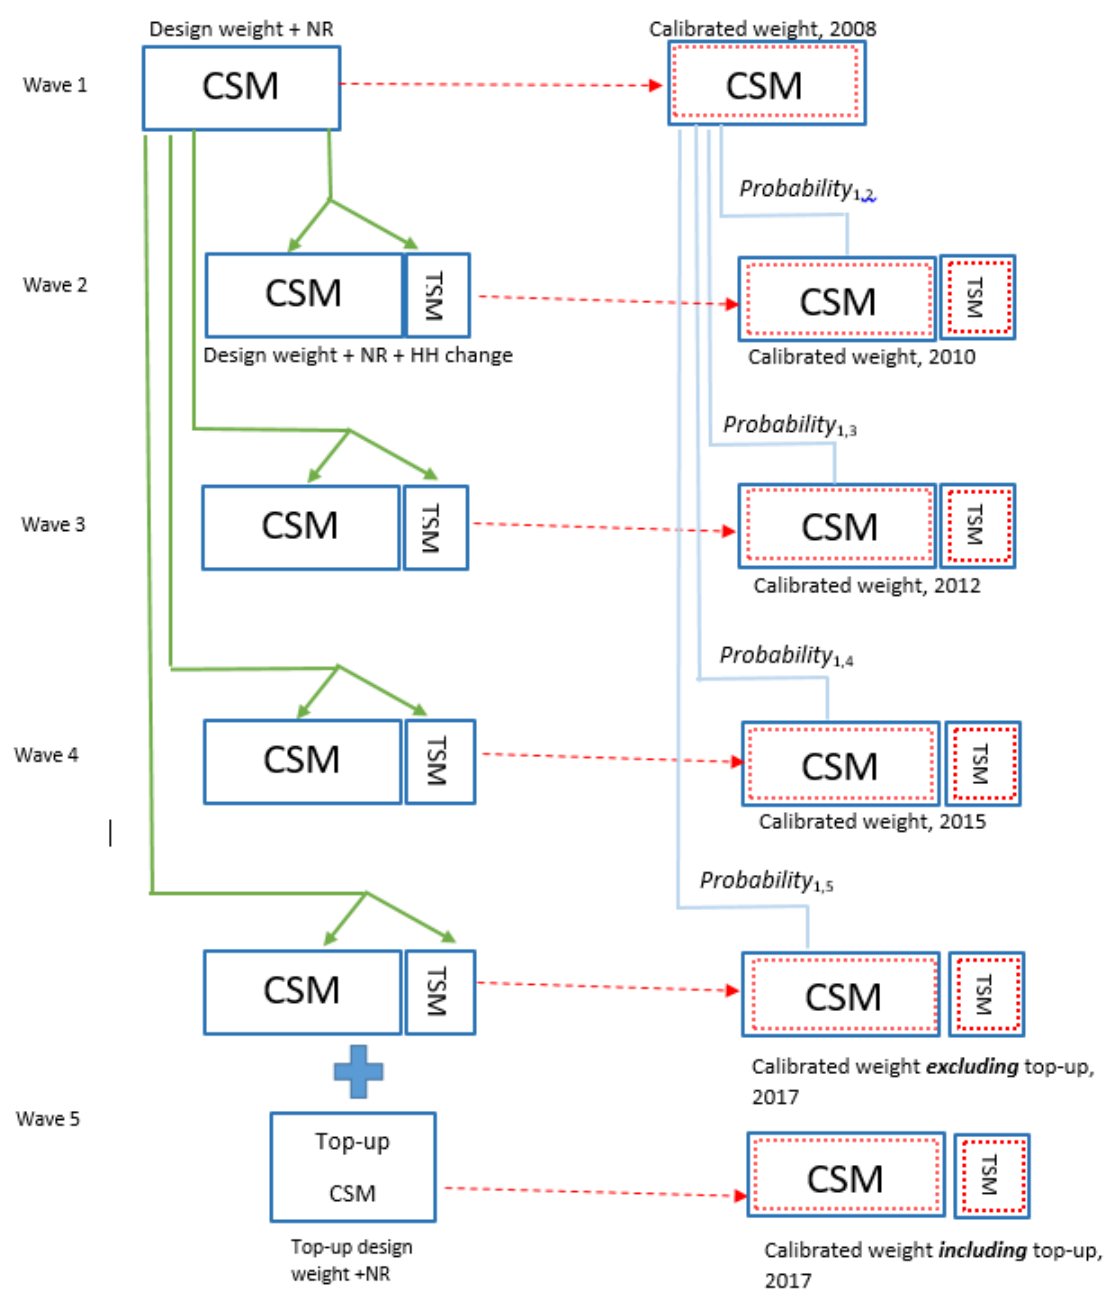 Design weight + NR
Calibrated weight, 2008
Wave 1
CSM
CSM
Probability1,2
Wave 2
CSM
TSM
CSM
TSM
Design weight + NR + HH change
Calibrated weight, 2010
Probability1,3
Wave 3
CSM
TSM
CSM
TSM
Calibrated weight, 2012
Probability1,4
Wave 4
CSM
TSM
CSM
TSM
Calibrated weight, 2015
Probability1,5
CSM
TSM
CSM
TSM
Calibrated weight excluding top-up,
2017
Wave 5
Top-up
CSM
CSM
TSM
Top-up design
weight +NR
Calibrated weight including top-up,
2017